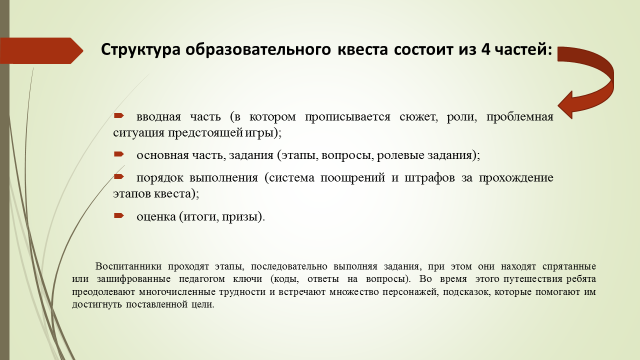 Структура образовательного квеста состоит из 4 частей:
вводная часть (в котором прописывается сюжет, роли, проблемная
ситуация предстоящей игры);
основная часть, задания (этапы, вопросы, ролевые задания);
порядок выполнения (система поощрений и штрафов за прохождение
этапов квеста);
оценка (итоги, призы).
Воспитанники проходят этапы, последовательно выполняя задания, при этом они находят спрятанные
или зашифрованные педагогом ключи (коды, ответы на вопросы). Во время этого путешествия ребята
преодолевают многочисленные трудности и встречают множество персонажей, подсказок, которые помогают им
достигнуть поставленной цели.